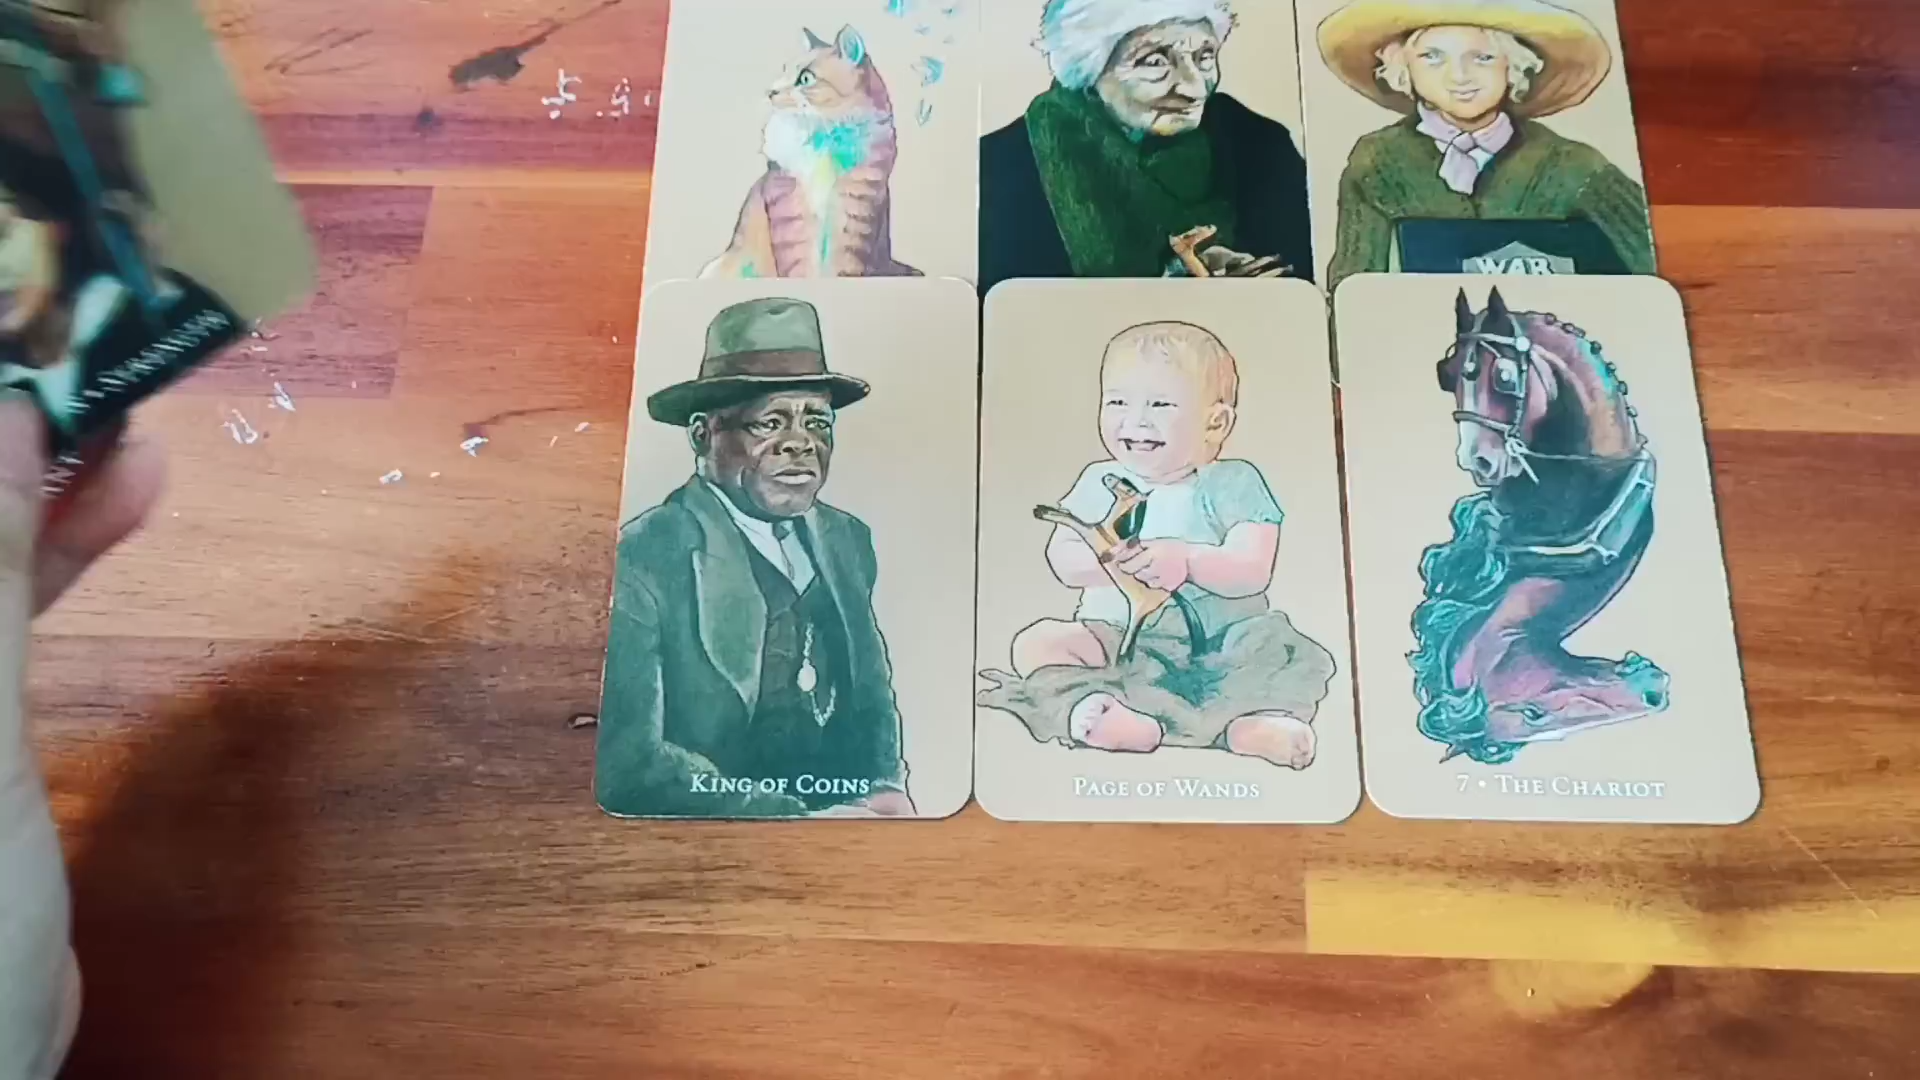 WAR
KING OF COINS
PAGE OF WANDS
7 • THE CHARIOT